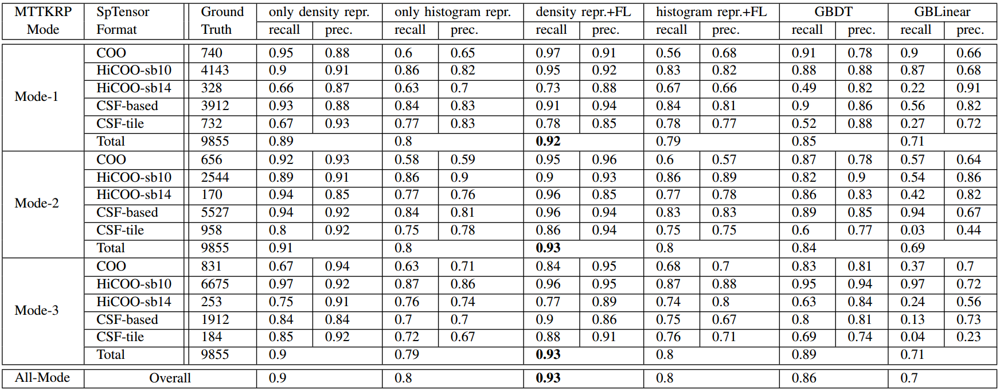 MTTKRP SpTensor Ground only density repr. only histogram repr. density repr.+FL histogram repr.+FL GBDT GBLinear
Mode Format Truth recall prec. recall prec. recall prec. recall prec. recall prec. recall prec.
COO 740 0.95 0.88 0.6 0.65 0.97 0.91 0.56 0.68 0.91 0.78 0.9 0.66
HiCOO-sb10 4143 0.9 0.91 0.86 0.82 0.95 0.92 0.83 0.82 0.88 0.88 0.87 0.68
Mode-1 HiCOO-sb14 328 0.66 0.87 0.63 0.7 0.73 0.88 0.67 0.66 0.49 0.82 0.22 0.91
CSF-based 3912 0.93 0.88 0.84 0.83 0.91 0.94 0.84 0.81 0.9 0.86 0.56 0.82
CSF-tile 732 0.67 0.93 0.77 0.83 0.78 0.85 0.78 0.77 0.52 0.88 0.27 0.72
Total 9855 0.89 0.8 0.92 0.79 0.85 0.71
COO 656 0.92 0.93 0.58 0.59 0.95 0.96 0.6 0.57 0.87 0.78 0.57 0.64
HiCOO-sb10 2544 0.89 0.91 0.86 0.9 0.9 0.93 0.86 0.89 0.82 0.9 0.54 0.86
Mode-2 HiCOO-sb14 170 0.94 0.85 0.77 0.76 0.96 0.85 0.77 0.78 0.86 0.83 0.42 0.82
CSF-based 5527 0.94 0.92 0.84 0.81 0.96 0.94 0.83 0.83 0.89 0.85 0.94 0.67
CSF-tile 958 0.8 0.92 0.75 0.78 0.86 0.94 0.75 0.75 0.6 0.77 0.03 0.44
Total 9855 0.91 0.8 0.93 0.8 0.84 0.69
COO 831 0.67 0.94 0.63 0.71 0.84 0.95 0.68 0.7 0.83 0.81 0.37 0.7
HiCOO-sb10 6675 0.97 0.92 0.87 0.86 0.96 0.95 0.87 0.88 0.95 0.94 0.97 0.72
Mode-3 HiCOO-sb14 253 0.75 0.91 0.76 0.74 0.77 0.89 0.74 0.8 0.63 0.84 0.24 0.56
CSF-based 1912 0.84 0.84 0.7 0.7 0.9 0.86 0.75 0.67 0.8 0.81 0.13 0.73
CSF-tile 184 0.85 0.92 0.72 0.67 0.88 0.91 0.76 0.71 0.69 0.74 0.04 0.23
Total 9855 0.9 0.79 0.93 0.8 0.89 0.71
All-Mode Overall 0.9 0.8 0.93 0.8 0.86 0.7